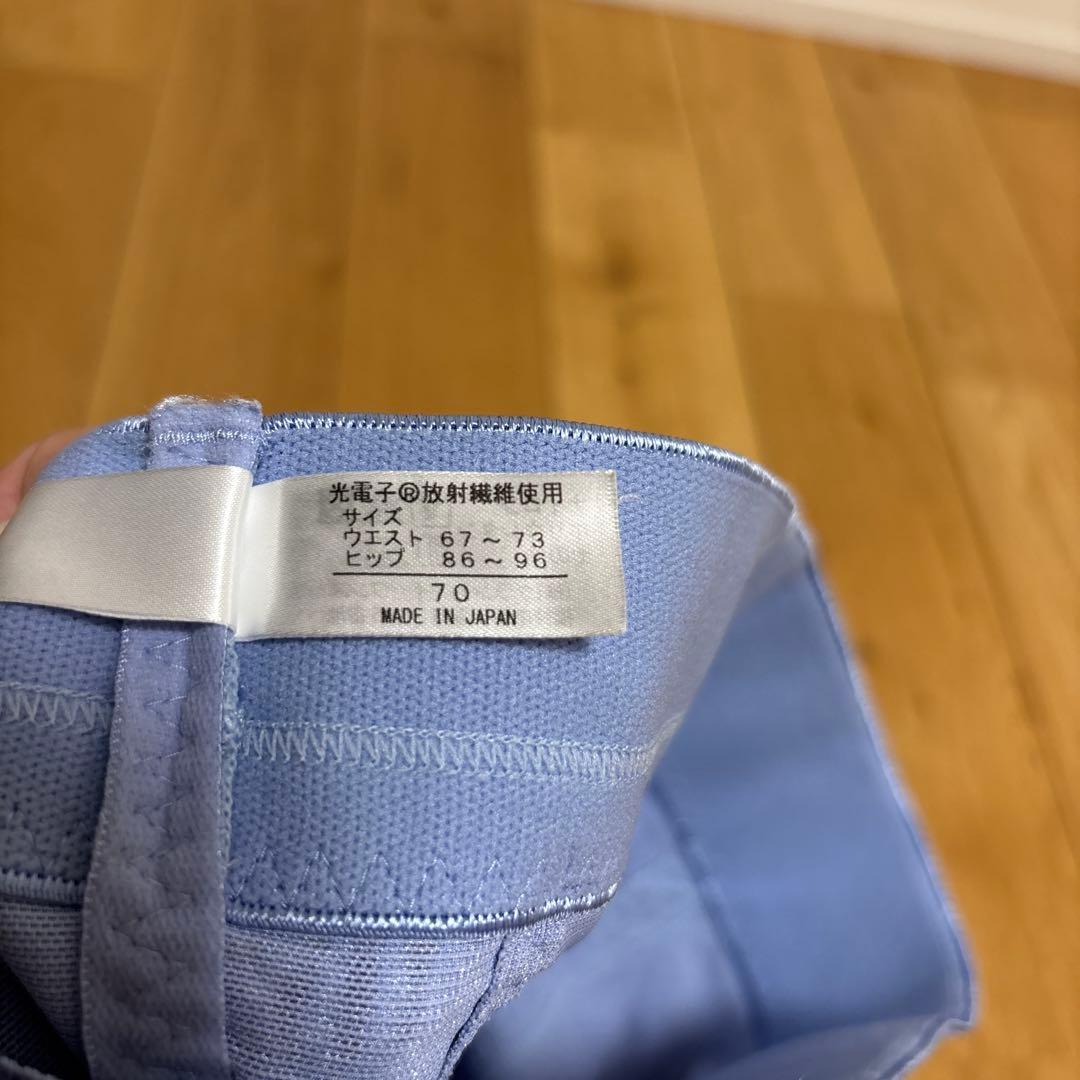 光電子®放射繊維使用
サイズ
ウエスト 67～73
ヒップ 86～96
70
MADE IN JAPAN